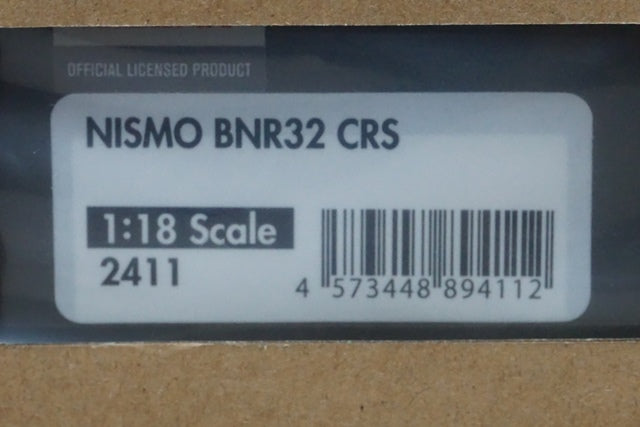 OFFICIAL LICENSED PRODUCT
NISMO BNR32 CRS
1:18 Scale
2411
4 573448 894112